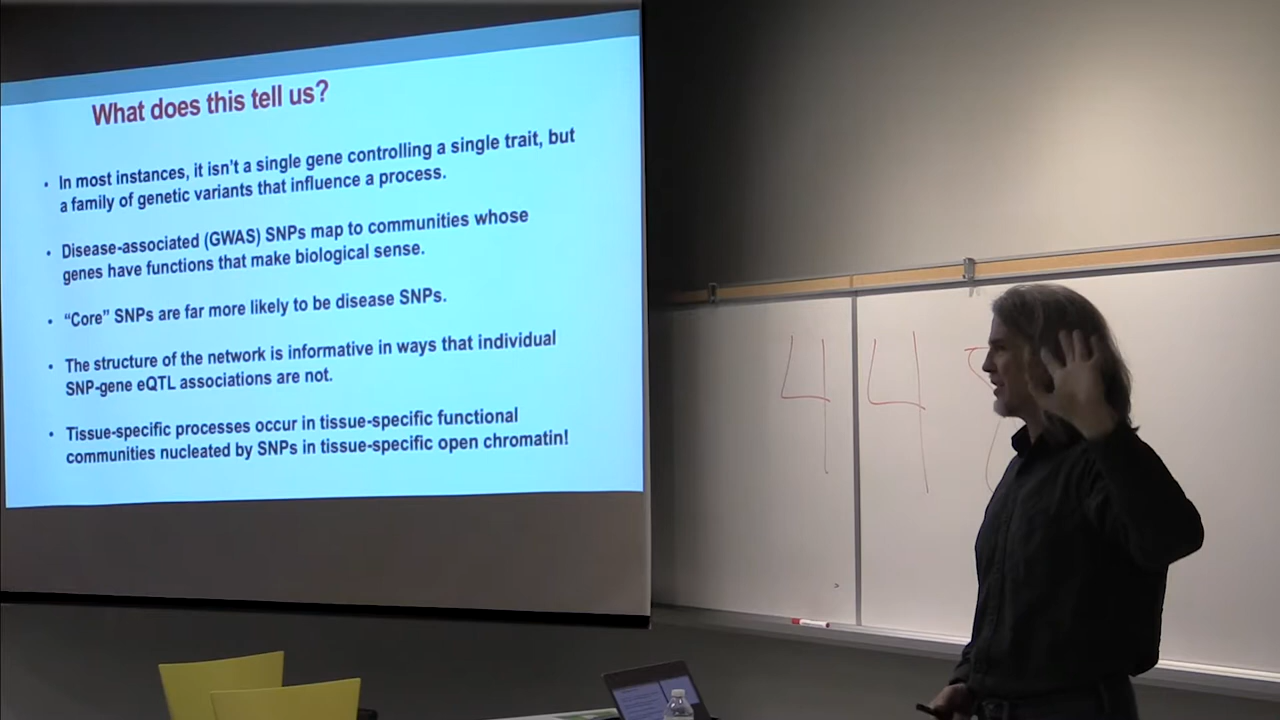 What does this tell us?
• In most instances, it isn't a single gene controlling a single trait, but
a family of genetic variants that influence a process.
• Disease-associated (GWAS) SNPs map to communities whose
genes have functions that make biological sense.
• “Core” SNPs are far more likely to be disease SNPs.
• The structure of the network is informative in ways that individual
SNP-gene eQTL associations are not.
• Tissue-specific processes occur in tissue-specific functional
communities nucleated by SNPs in tissue-specific open chromatin!
4 4